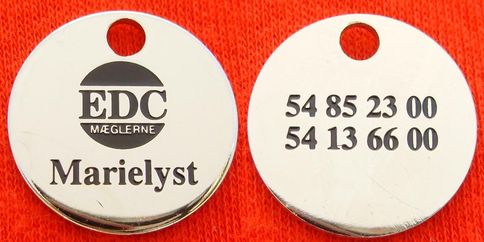 EDC
MÆGLERNE
Marielyst
54 85 23 00
54 13 66 00